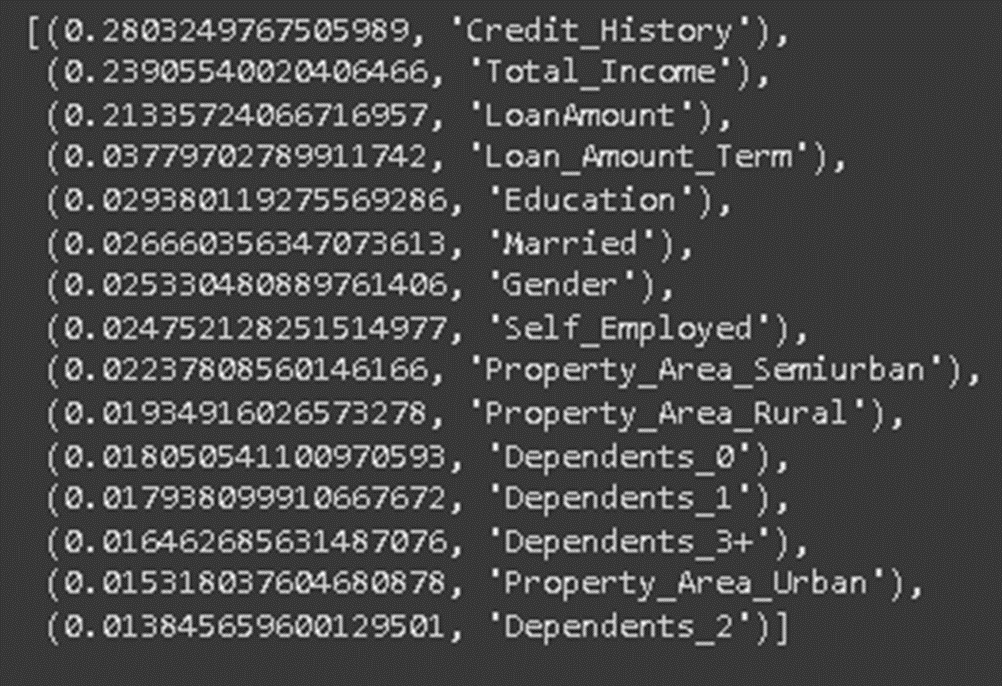 [(0.2803249767505989, 'Credit_History'),
(0.23905540020406466, 'Total_Income'),
(0.21335724066716957, 'LoanAmount'),
(0.03779702789911742, 'Loan_Amount_Term'),
(0.029380119275569286, 'Education'),
(0.026660356347073613, 'Married'),
(0.025330480889761406, 'Gender'),
(0.024752128251514977, 'Self_Employed'),
(0.02237808560146166, 'Property_Area_Semiurban'),
(0.01934916026573278, 'Property_Area_Rural'),
(0.018050541100970593, 'Dependents_0'),
(0.017938099910667672, 'Dependents_1'),
(0.016462685631487076, 'Dependents_3+'),
(0.015318037604680878, 'Property_Area_Urban'),
(0.013845659600129501, 'Dependents_2')]